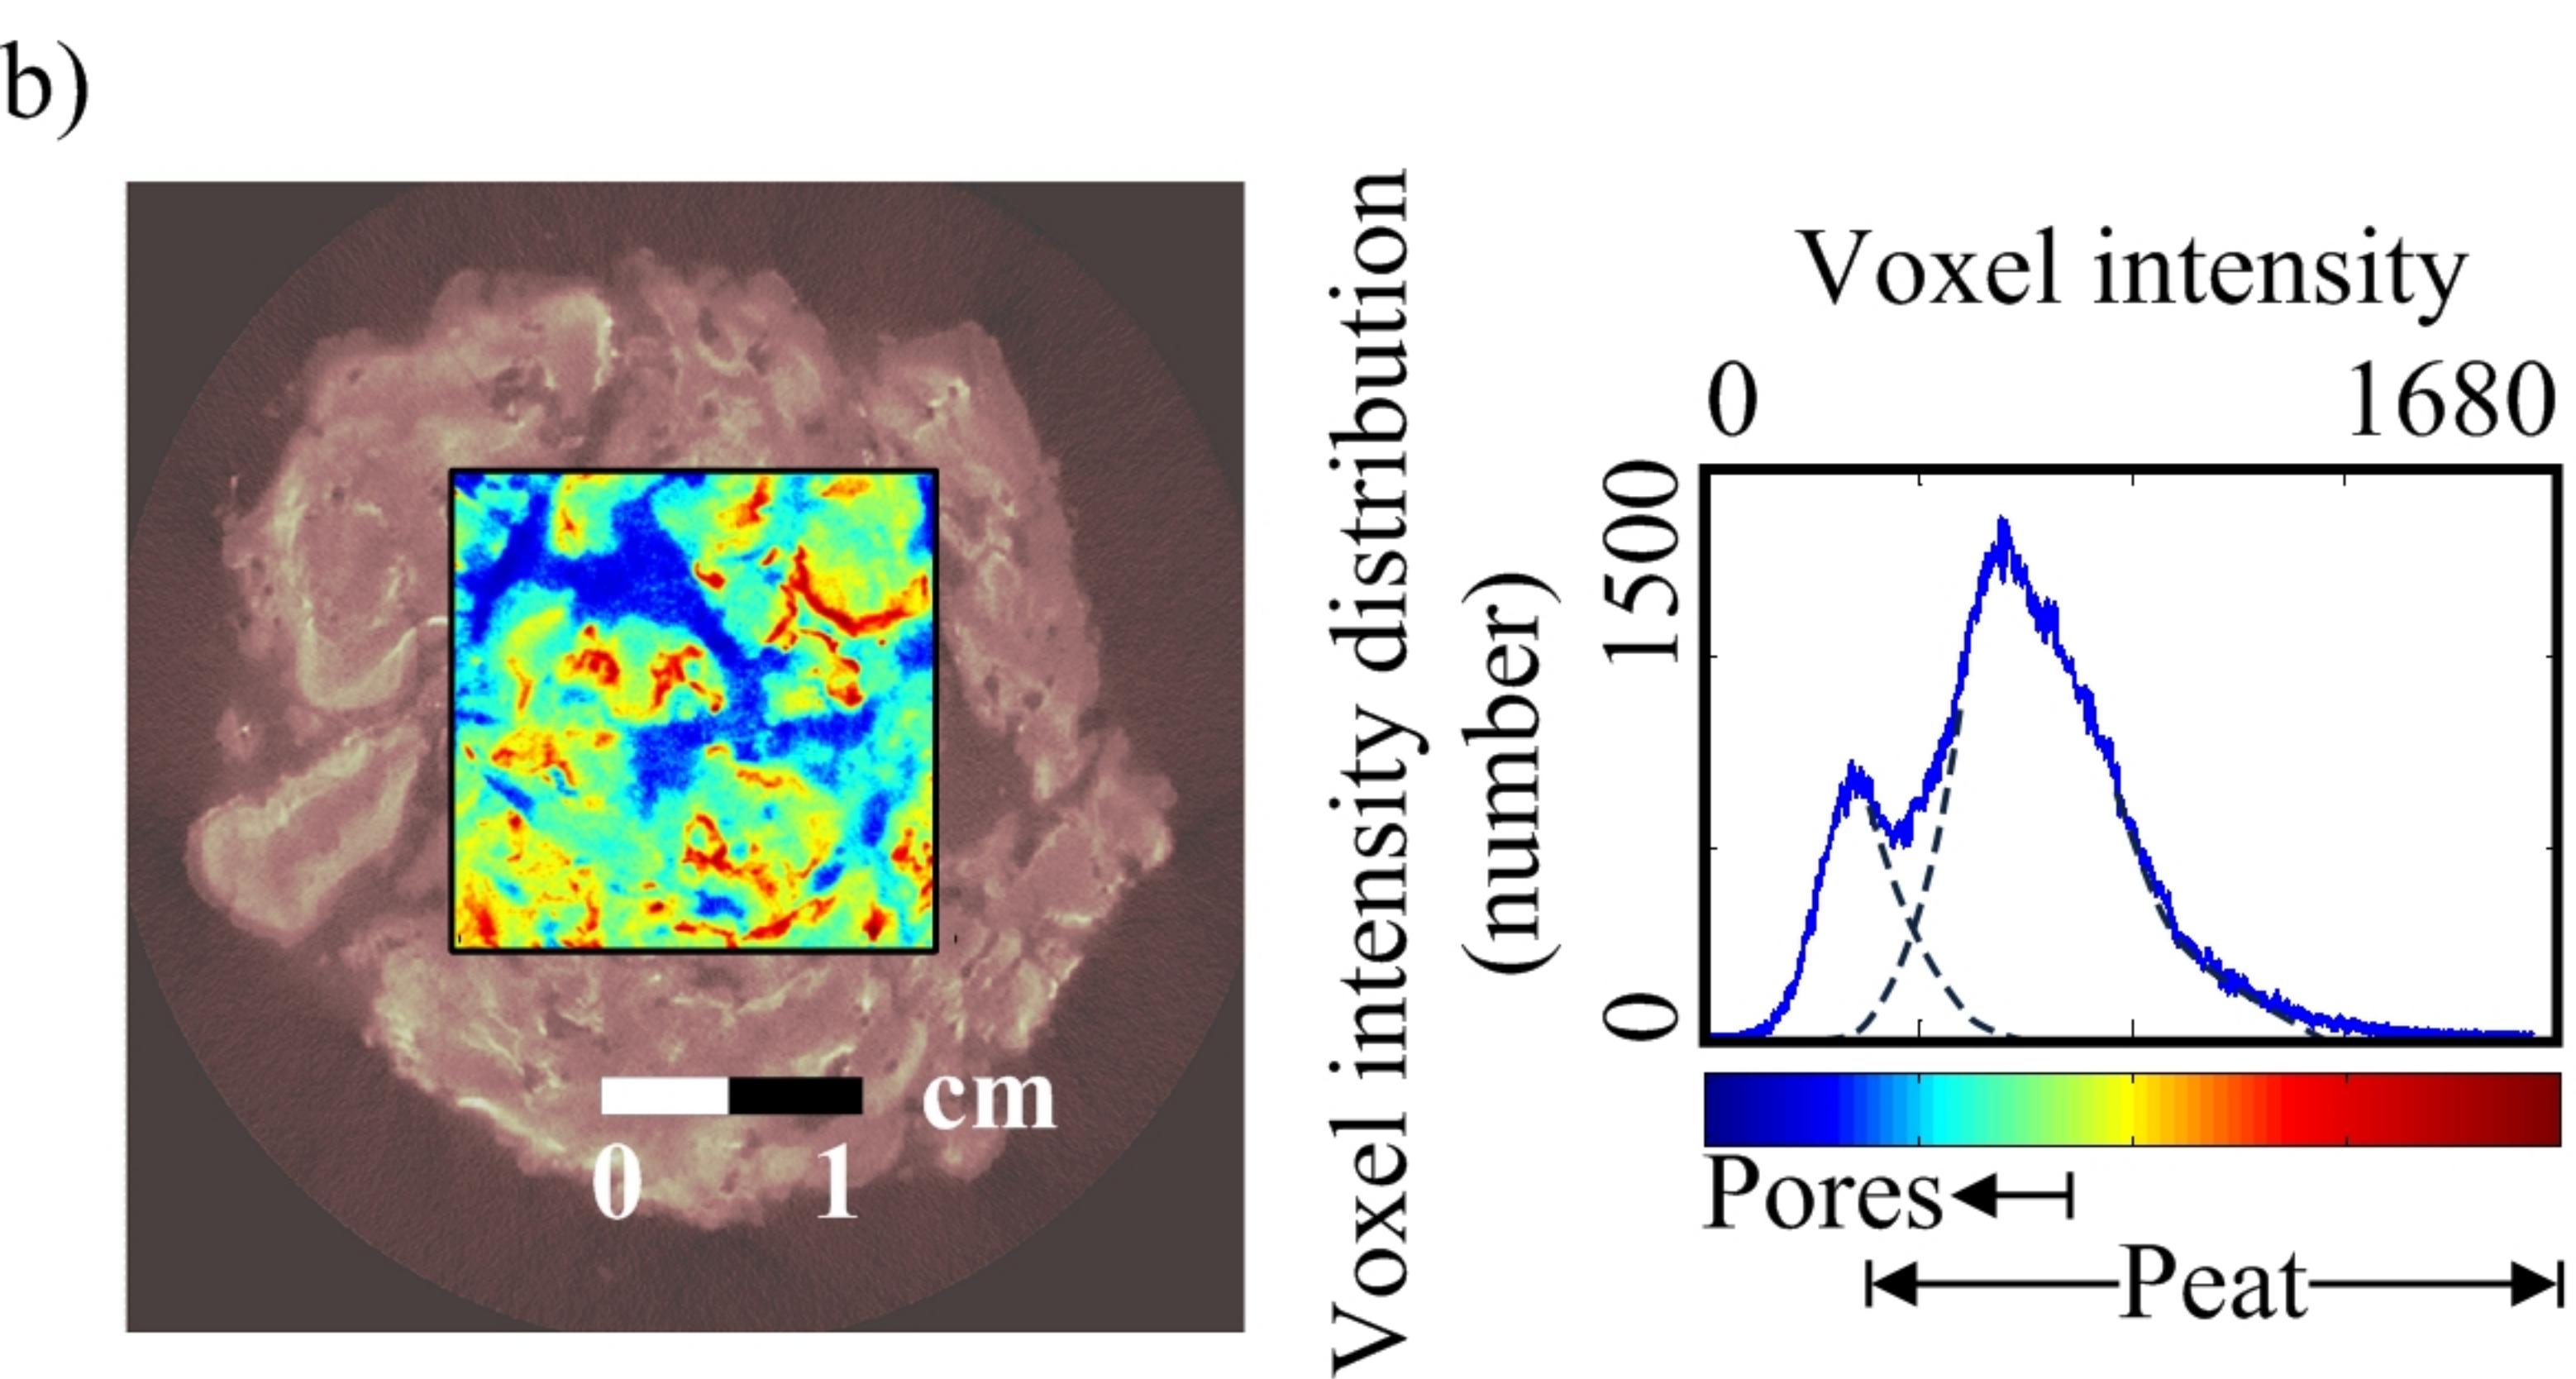 b)
cm
0 1
Voxel intensity distribution
(number)
Voxel intensity
0 1680
1500
0
Pores
Peat